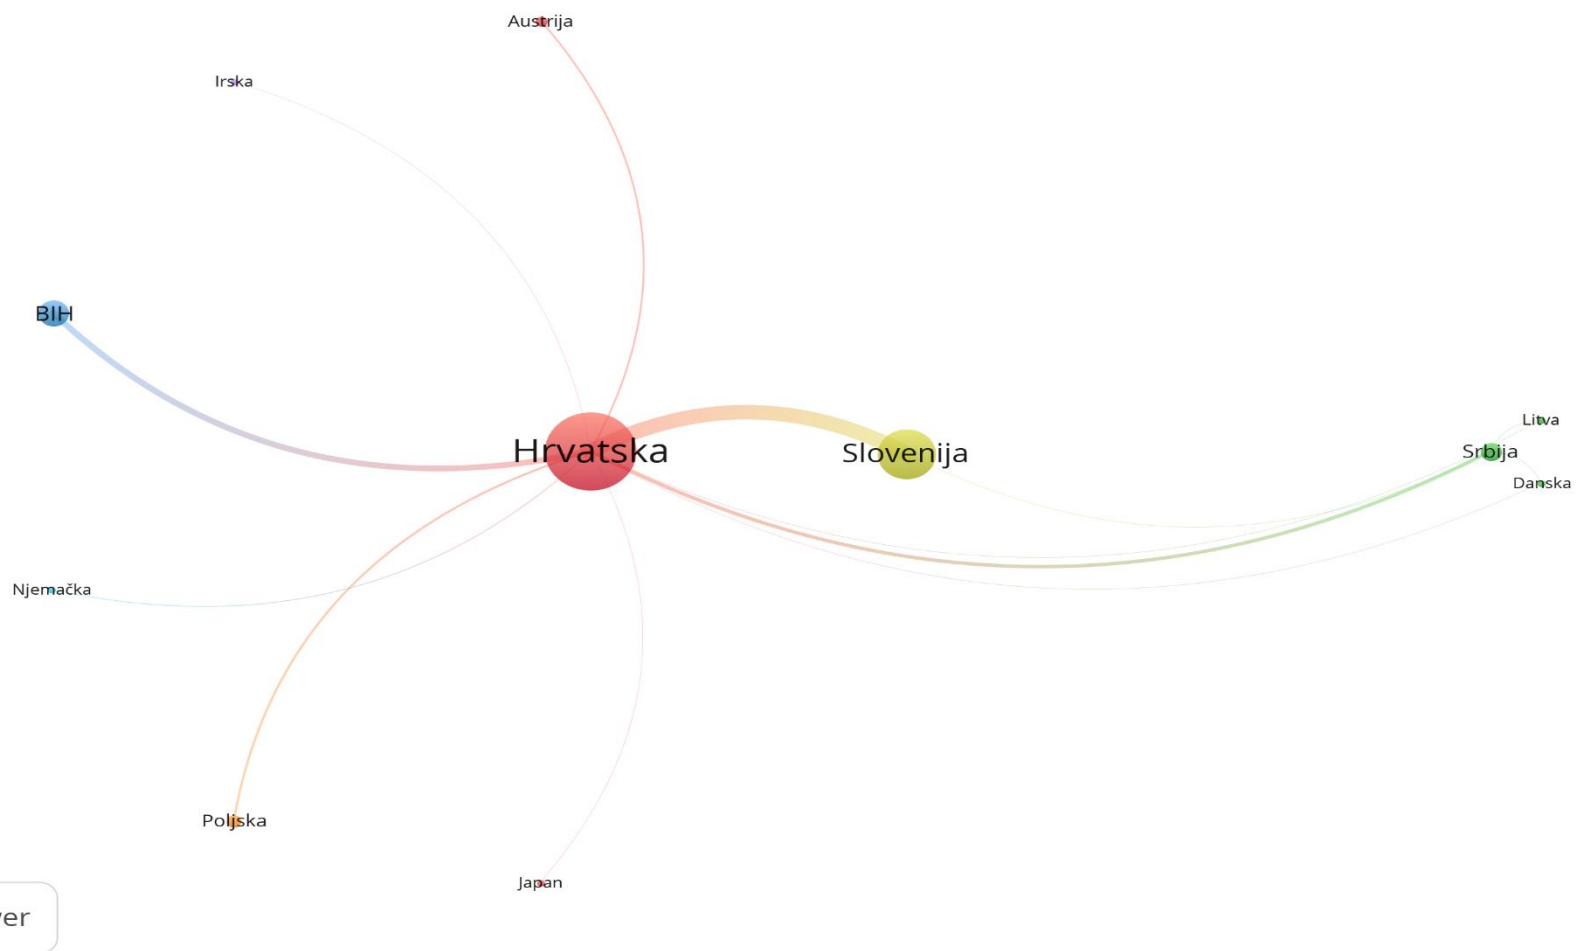 Austrija
Irska
BIH
Litva
Hrvatska
Slovenija
Srbija
Danska
Njemačka
Poljska
Japan